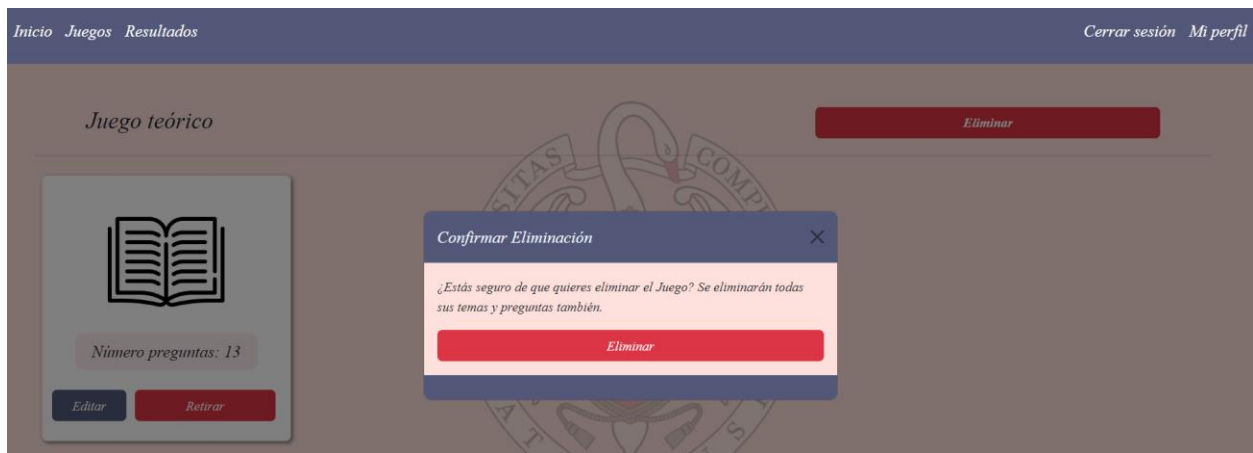 Inicio Juegos Resultados Cerrar sesión Mi perfil
Juego teórico Eliminar
Confirmar Eliminación
¿Estás seguro de que quieres eliminar el Juego? Se eliminarán todas
sus temas y preguntas también.
Eliminar
Número preguntas: 13
Editar Retirar